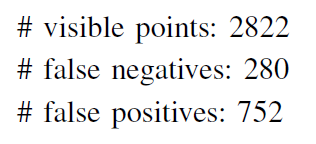 # visible points: 2822
# false negatives: 280
# false positives: 752